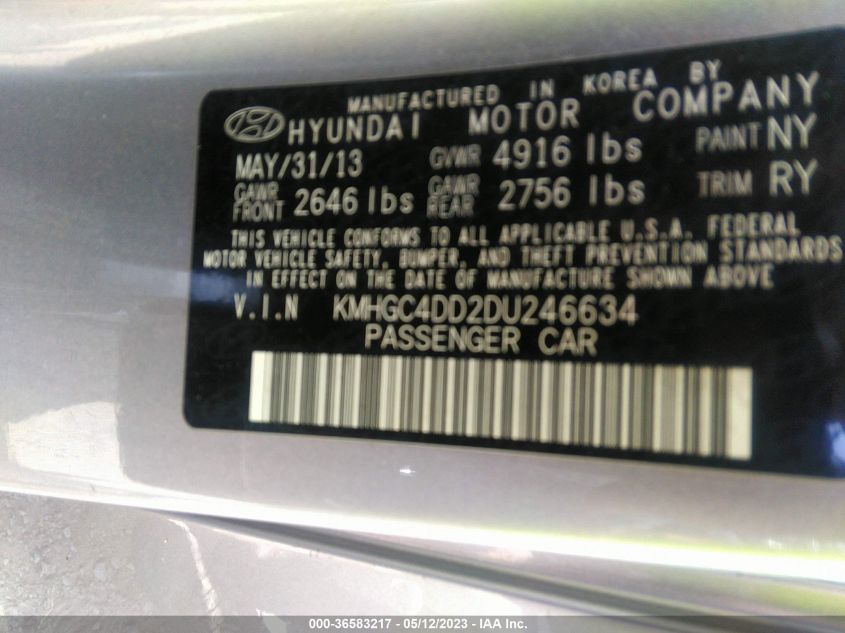 MANUFACTURED IN KOREA BY
HYUNDAI MOTOR COMPANY
MAY/31/13 GVWR 4916 lbs PAINT NY
GAWR FRONT 2646 lbs GAWR REAR 2756 lbs TRIM RY
THIS VEHICLE CONFORMS TO ALL APPLICABLE U.S.A. FEDERAL
MOTOR VEHICLE SAFETY, BUMPER, AND THEFT PREVENTION STANDARDS
IN EFFECT ON THE DATE OF MANUFACTURE SHOWN ABOVE
V.I.N KMHGC4DD2DU246634
PASSENGER CAR
000-36583217 - 05/12/2023 - IAA Inc.